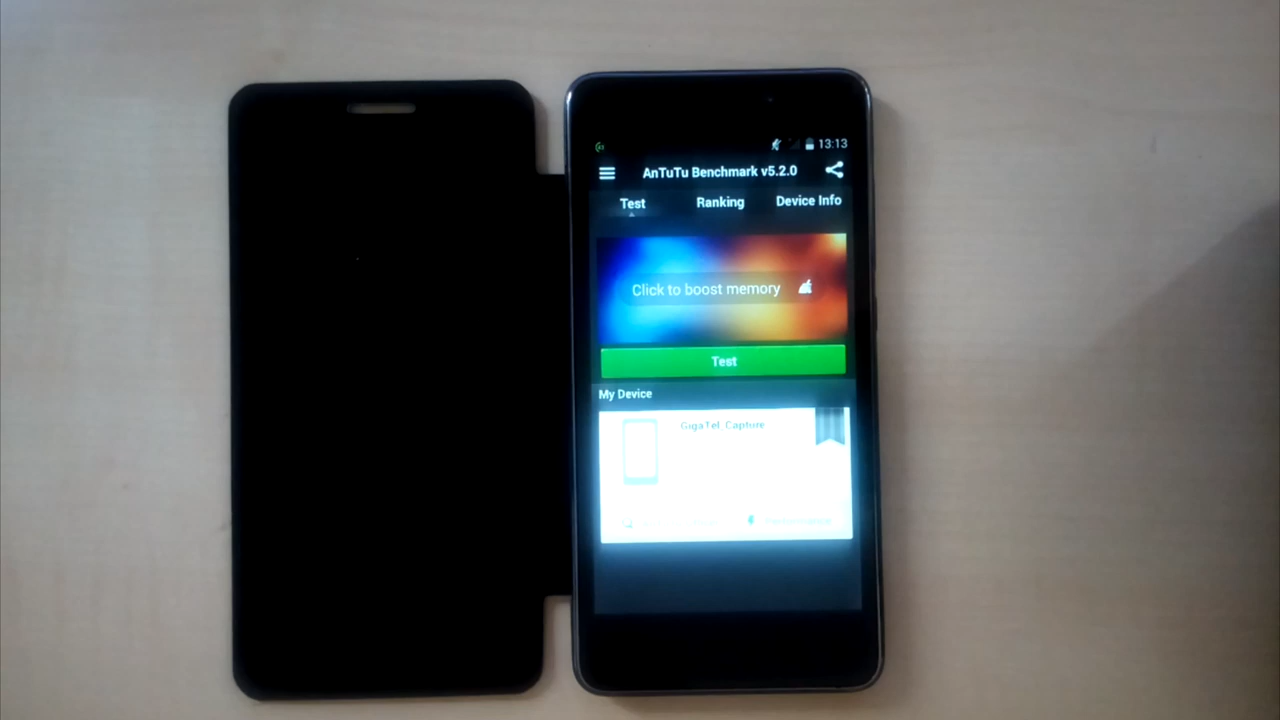 13:13
AnTuTu Benchmark v5.2.0
Test Ranking Device Info
Click to boost memory
Test
My Device
GigaTel Capture